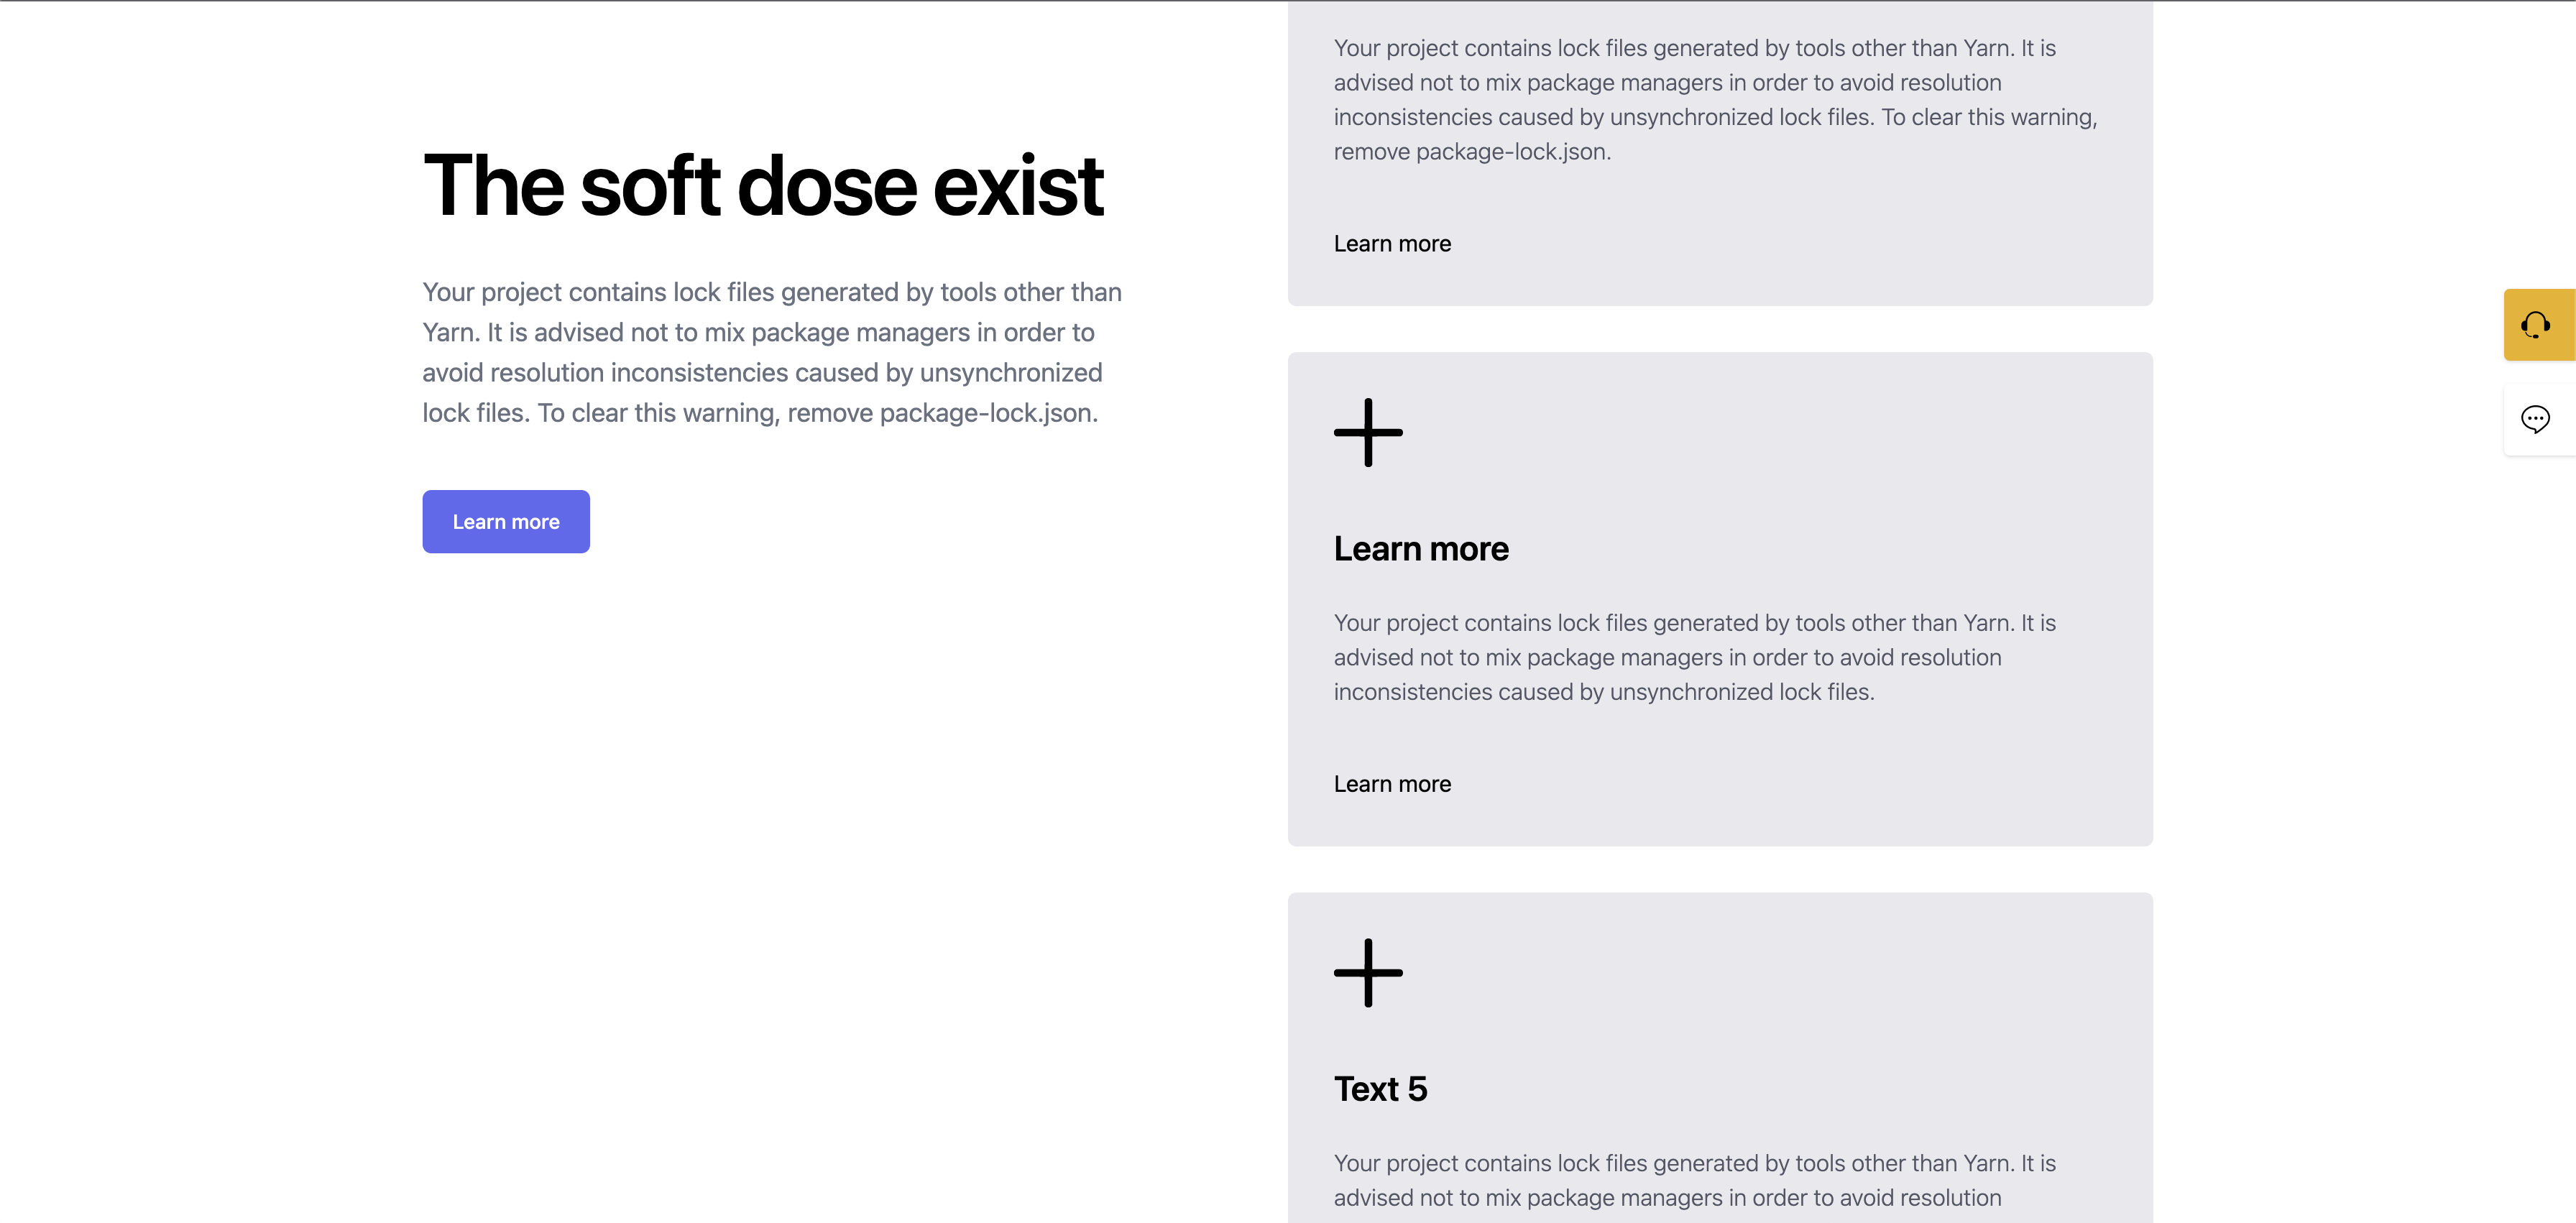 The soft dose exist
Your project contains lock files generated by tools other than
Yarn. It is advised not to mix package managers in order to
avoid resolution inconsistencies caused by unsynchronized
lock files. To clear this warning, remove package-lock.json.
Learn more
Your project contains lock files generated by tools other than Yarn. It is
advised not to mix package managers in order to avoid resolution
inconsistencies caused by unsynchronized lock files. To clear this warning,
remove package-lock.json.
Learn more
Learn more
Your project contains lock files generated by tools other than Yarn. It is
advised not to mix package managers in order to avoid resolution
inconsistencies caused by unsynchronized lock files.
Learn more
Text 5
Your project contains lock files generated by tools other than Yarn. It is
advised not to mix package managers in order to avoid resolution